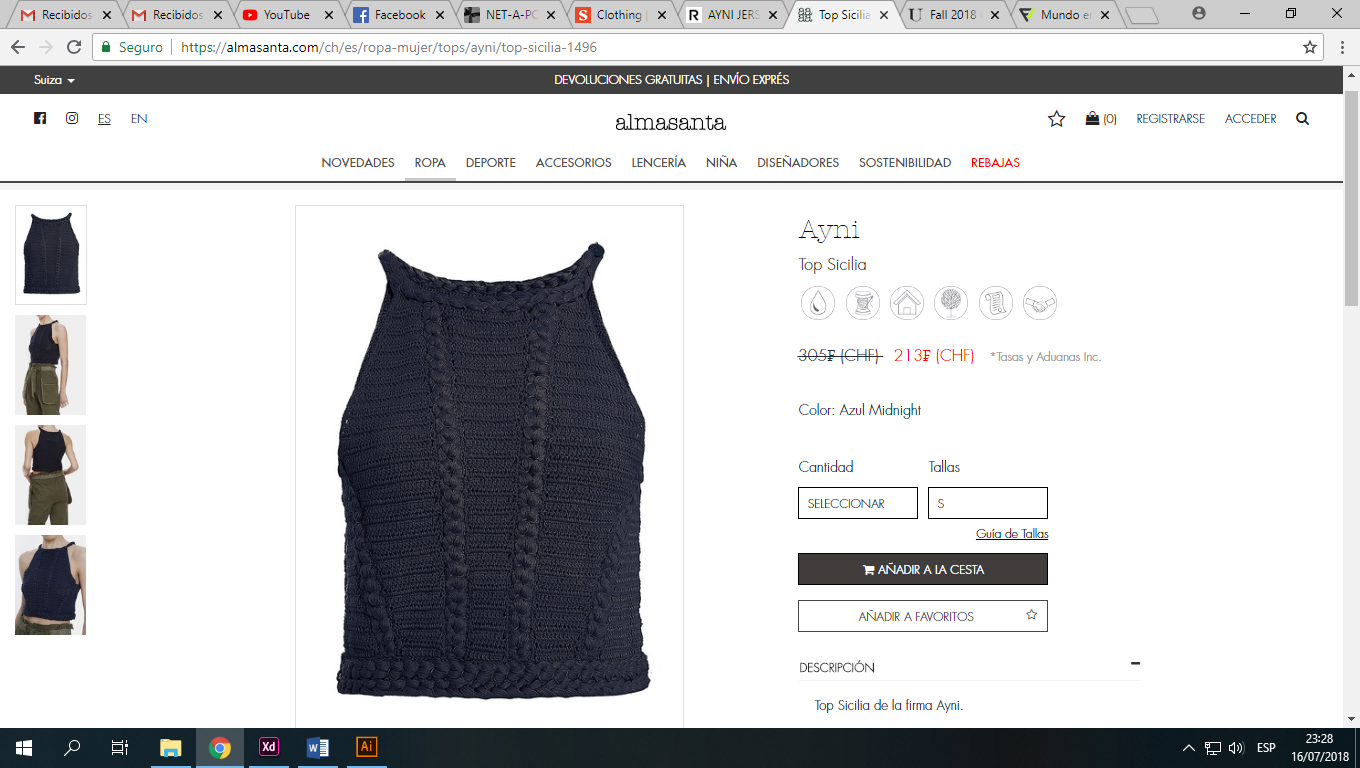 Recibidos
Recibidos
YouTube
Facebook
NET-A-PO
Clothing |
AYNI JERS
Top Sicilia
Fall 2018
Mundo e
Seguro
https://almasanta.com/ch/es/ropa-mujer/tops/ayni/top-sicilia-1496
Suiza
DEVOLUCIONES GRATUITAS | ENVÍO EXPRÉS
ES EN
almasanta
(0) REGISTRARSE ACCEDER
NOVEDADES ROPA DEPORTE ACCESORIOS LENCERÍA NIÑA DISEÑADORES SOSTENIBILIDAD REBAJAS
Ayni
Top Sicilia
305₣ (CHF) 213₣ (CHF) *Tasas y Aduanas Inc.
Color: Azul Midnight
Cantidad Tallas
SELECCIONAR S
Guía de Tallas
AÑADIR A LA CESTA
AÑADIR A FAVORITOS
DESCRIPCIÓN
Top Sicilia de la firma Ayni.
Xd
Ai
ESP
23:28
16/07/2018